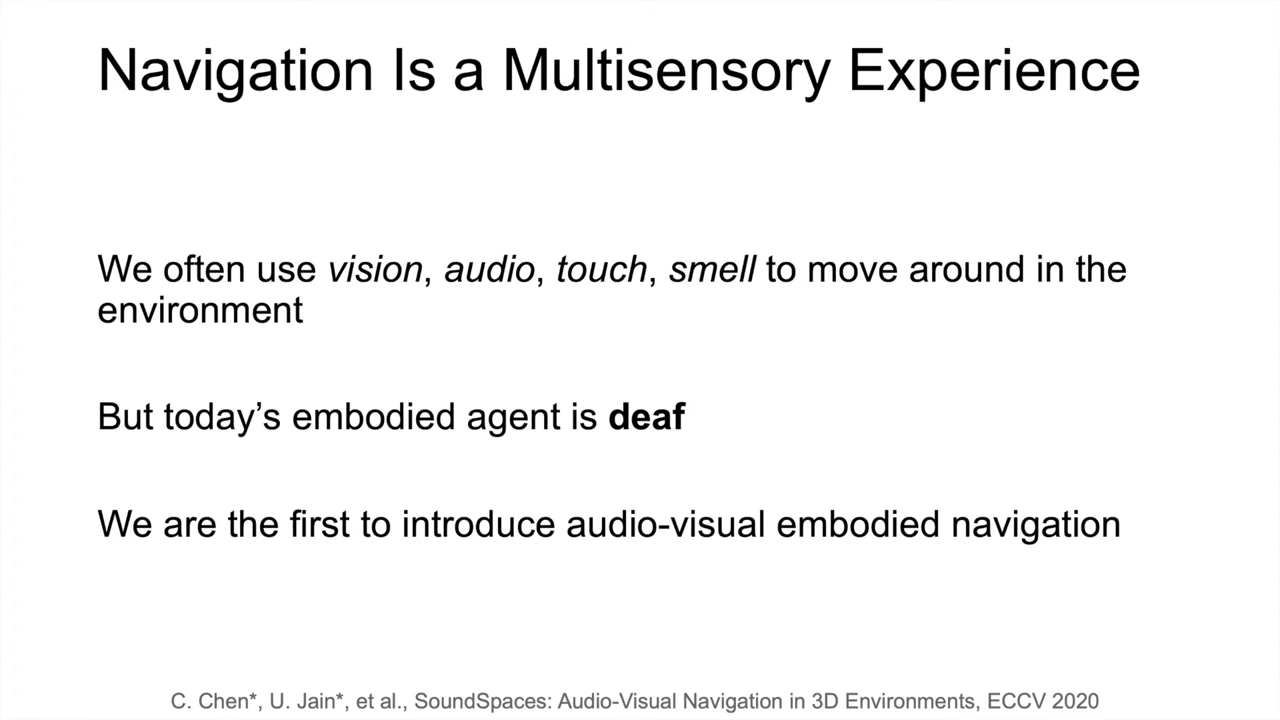 Navigation Is a Multisensory Experience
We often use vision, audio, touch, smell to move around in the
environment
But today’s embodied agent is deaf
We are the first to introduce audio-visual embodied navigation
C. Chen*, U. Jain*, et al., SoundSpaces: Audio-Visual Navigation in 3D Environments, ECCV 2020